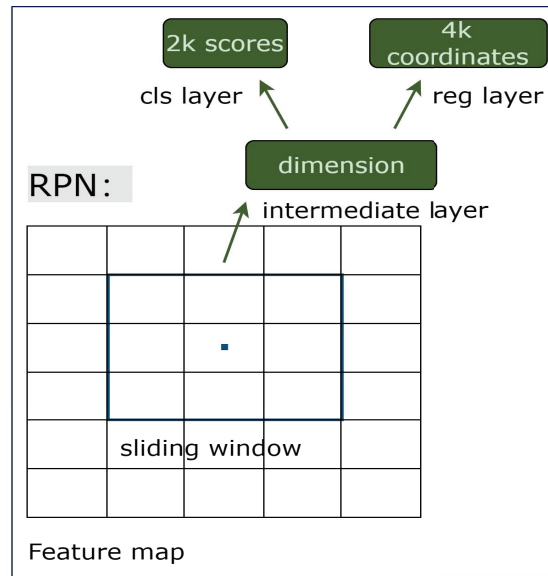 2k scores
4k
coordinates
cls layer
reg layer
dimension
RPN:
intermediate layer
sliding window
Feature map